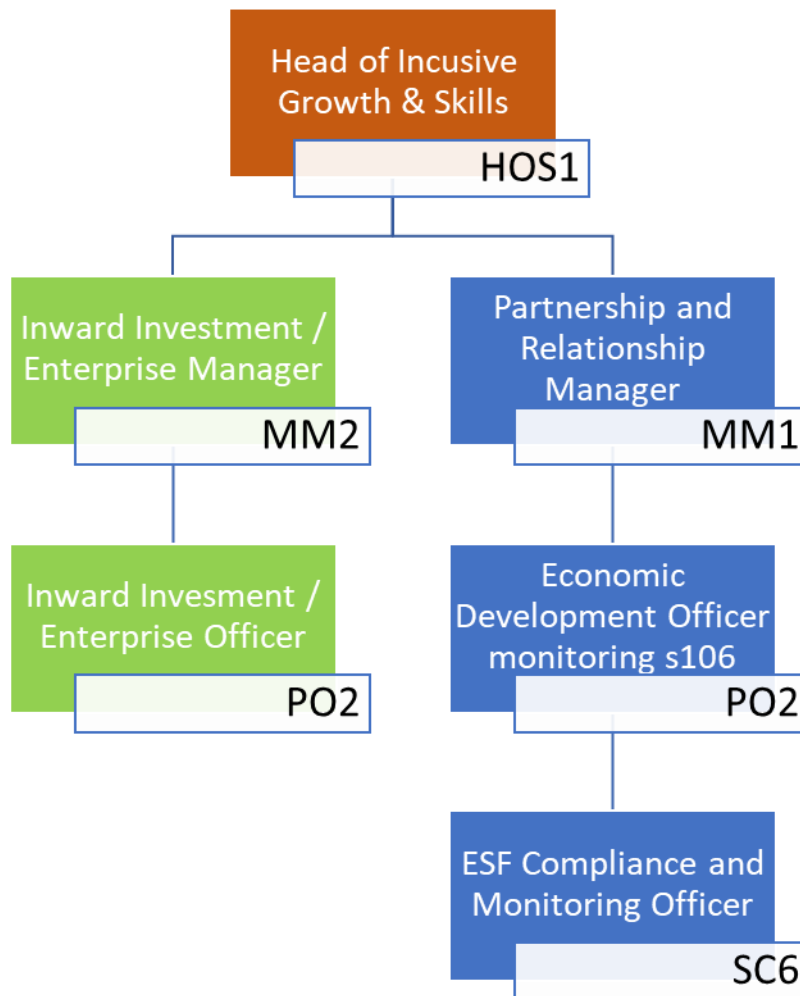 Head of Incusive
Growth & Skills
HOS1
Inward Investment /
Enterprise Manager
MM2
Partnership and
Relationship
Manager
MM1
Inward Invesment /
Enterprise Officer
PO2
Economic
Development Officer
monitoring s106
PO2
ESF Compliance and
Monitoring Officer
SC6